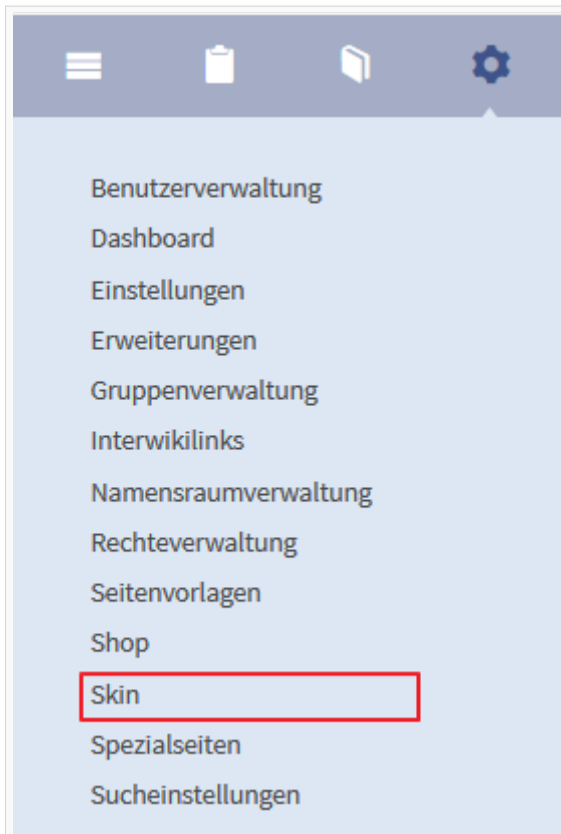 Benutzerverwaltung
Dashboard
Einstellungen
Erweiterungen
Gruppenverwaltung
Interwikilinks
Namensraumverwaltung
Rechteverwaltung
Seitenvorlagen
Shop
Skin
Spezialseiten
Sucheinstellungen